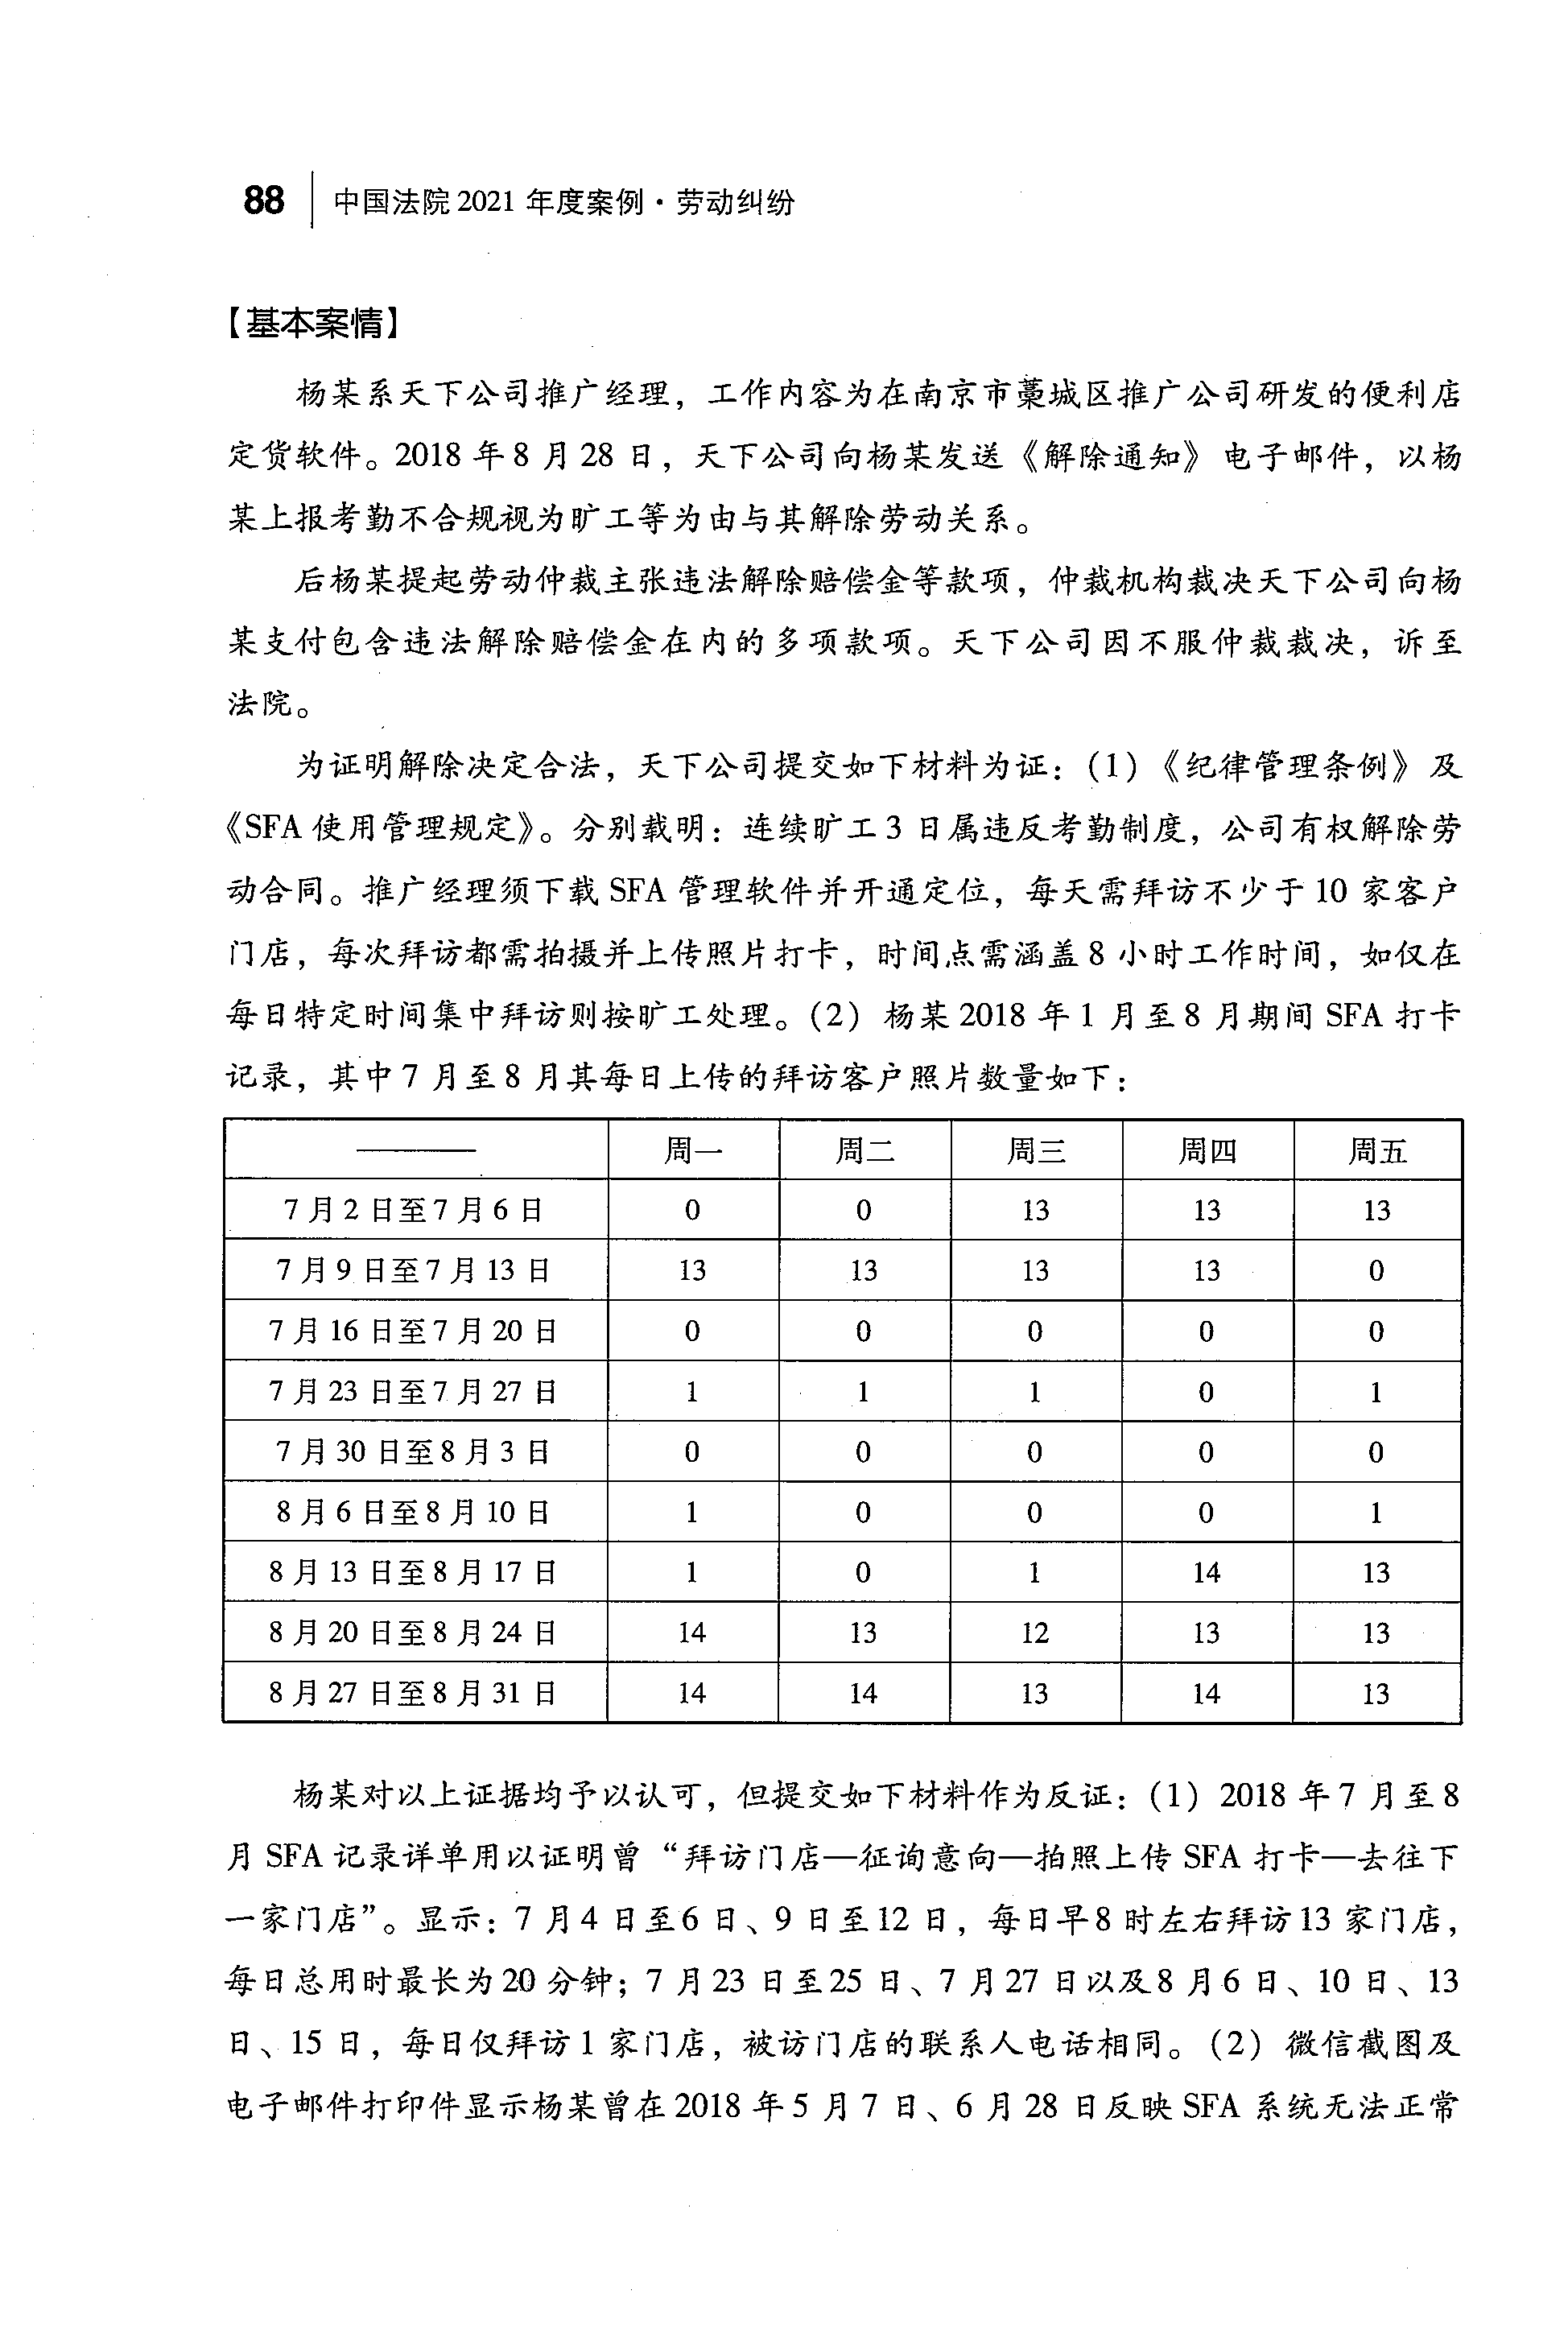 88 中国法院2021年度案例·劳动纠纷
【基本案情】
杨某系天下公司推广经理，工作内容为在南京市藁城区推广公司研发的便利店
定货软件。2018年8月28日，天下公司向杨某发送《解除通知》电子邮件，以杨
某上报考勤不合规视为旷工等为由与其解除劳动关系。
后杨某提起劳动仲裁主张违法解除赔偿金等款项，仲裁机构裁决天下公司向杨
某支付包含违法解除赔偿金在内的多项款项。天下公司因不服仲裁裁决，诉至
法院。
为证明解除决定合法，天下公司提交如下材料为证：(1)《纪律管理条例》及
《SFA使用管理规定》。分别载明：连续旷工3日属违反考勤制度，公司有权解除劳
动合同。推广经理须下载SFA管理软件并开通定位，每天需拜访不少于10家客户
门店，每次拜访都需拍摄并上传照片打卡，时间点需涵盖8小时工作时间，如仅在
每日特定时间集中拜访则按旷工处理。(2)杨某2018年1月至8月期间SFA打卡
记录，其中7月至8月其每日上传的拜访客户照片数量如下：
—— 周一 周二 周三 周四 周五
7月2日至7月6日 0 0 13 13 13
7月9日至7月13日 13 13 13 13 0
7月16日至7月20日 0 0 0 0 0
7月23日至7月27日 1 1 1 0 1
7月30日至8月3日 0 0 0 0 0
8月6日至8月10日 1 0 0 0 1
8月13日至8月17日 1 0 1 14 13
8月20日至8月24日 14 13 12 13 13
8月27日至8月31日 14 14 13 14 13
杨某对以上证据均予以认可，但提交如下材料作为反证：(1)2018年7月至8
月SFA记录详单用以证明曾“拜访门店—征询意向—拍照上传SFA打卡—去往下
一家门店”。显示：7月4日至6日、9日至12日，每日早8时左右拜访13家门店，
每日总用时最长为20分钟；7月23日至25日、7月27日以及8月6日、10日、13
日、15日，每日仅拜访1家门店，被访门店的联系人电话相同。(2)微信截图及
电子邮件打印件显示杨某曾在2018年5月7日、6月28日反映SFA系统无法正常